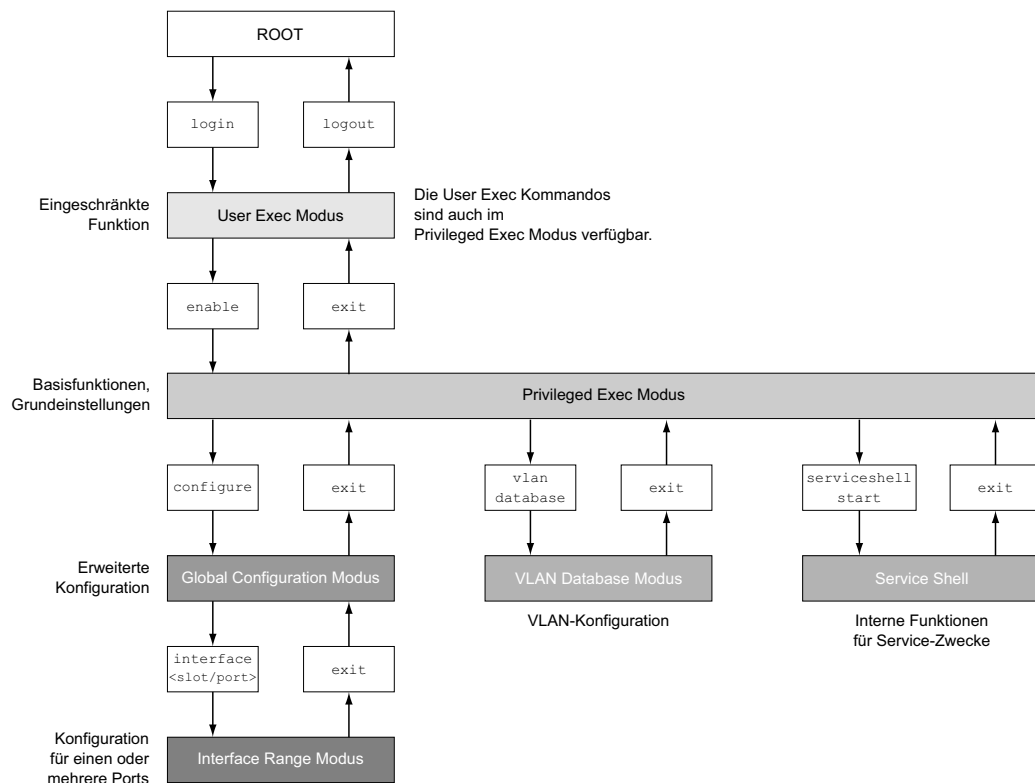 ROOT
login
logout
Eingeschränkte
Funktion
User Exec Modus
Die User Exec Kommandos
sind auch im
Privileged Exec Modus verfügbar.
enable
exit
Basisfunktionen,
Grundeinstellungen
Privileged Exec Modus
configure
exit
vlan
database
exit
serviceshell
start
exit
Erweiterte
Konfiguration
Global Configuration Modus
VLAN Database Modus
Service Shell
VLAN-Konfiguration
Interne Funktionen
für Service-Zwecke
interface
<slot/port>
exit
Konfiguration
für einen oder
mehrere Ports
Interface Range Modus